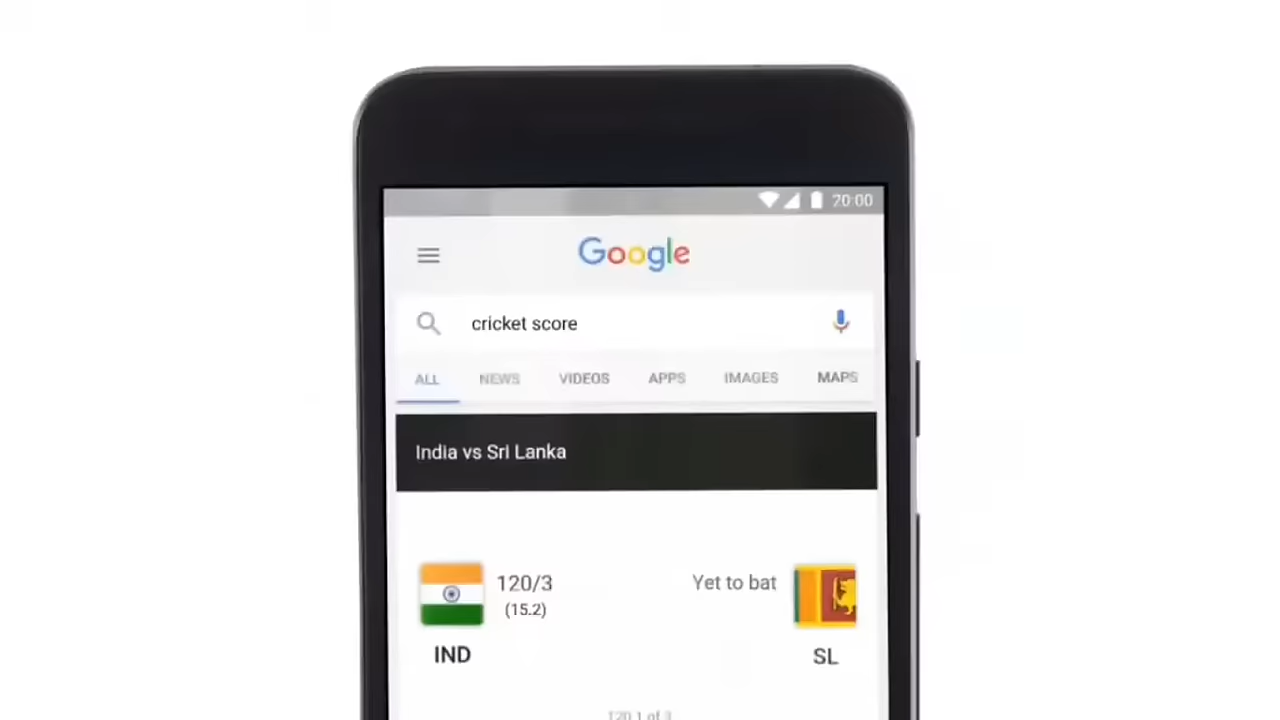 20:00
Google
cricket score
ALL NEWS VIDEOS APPS IMAGES MAPS
India vs Sri Lanka
120/3 Yet to bat
(15.2)
IND SL